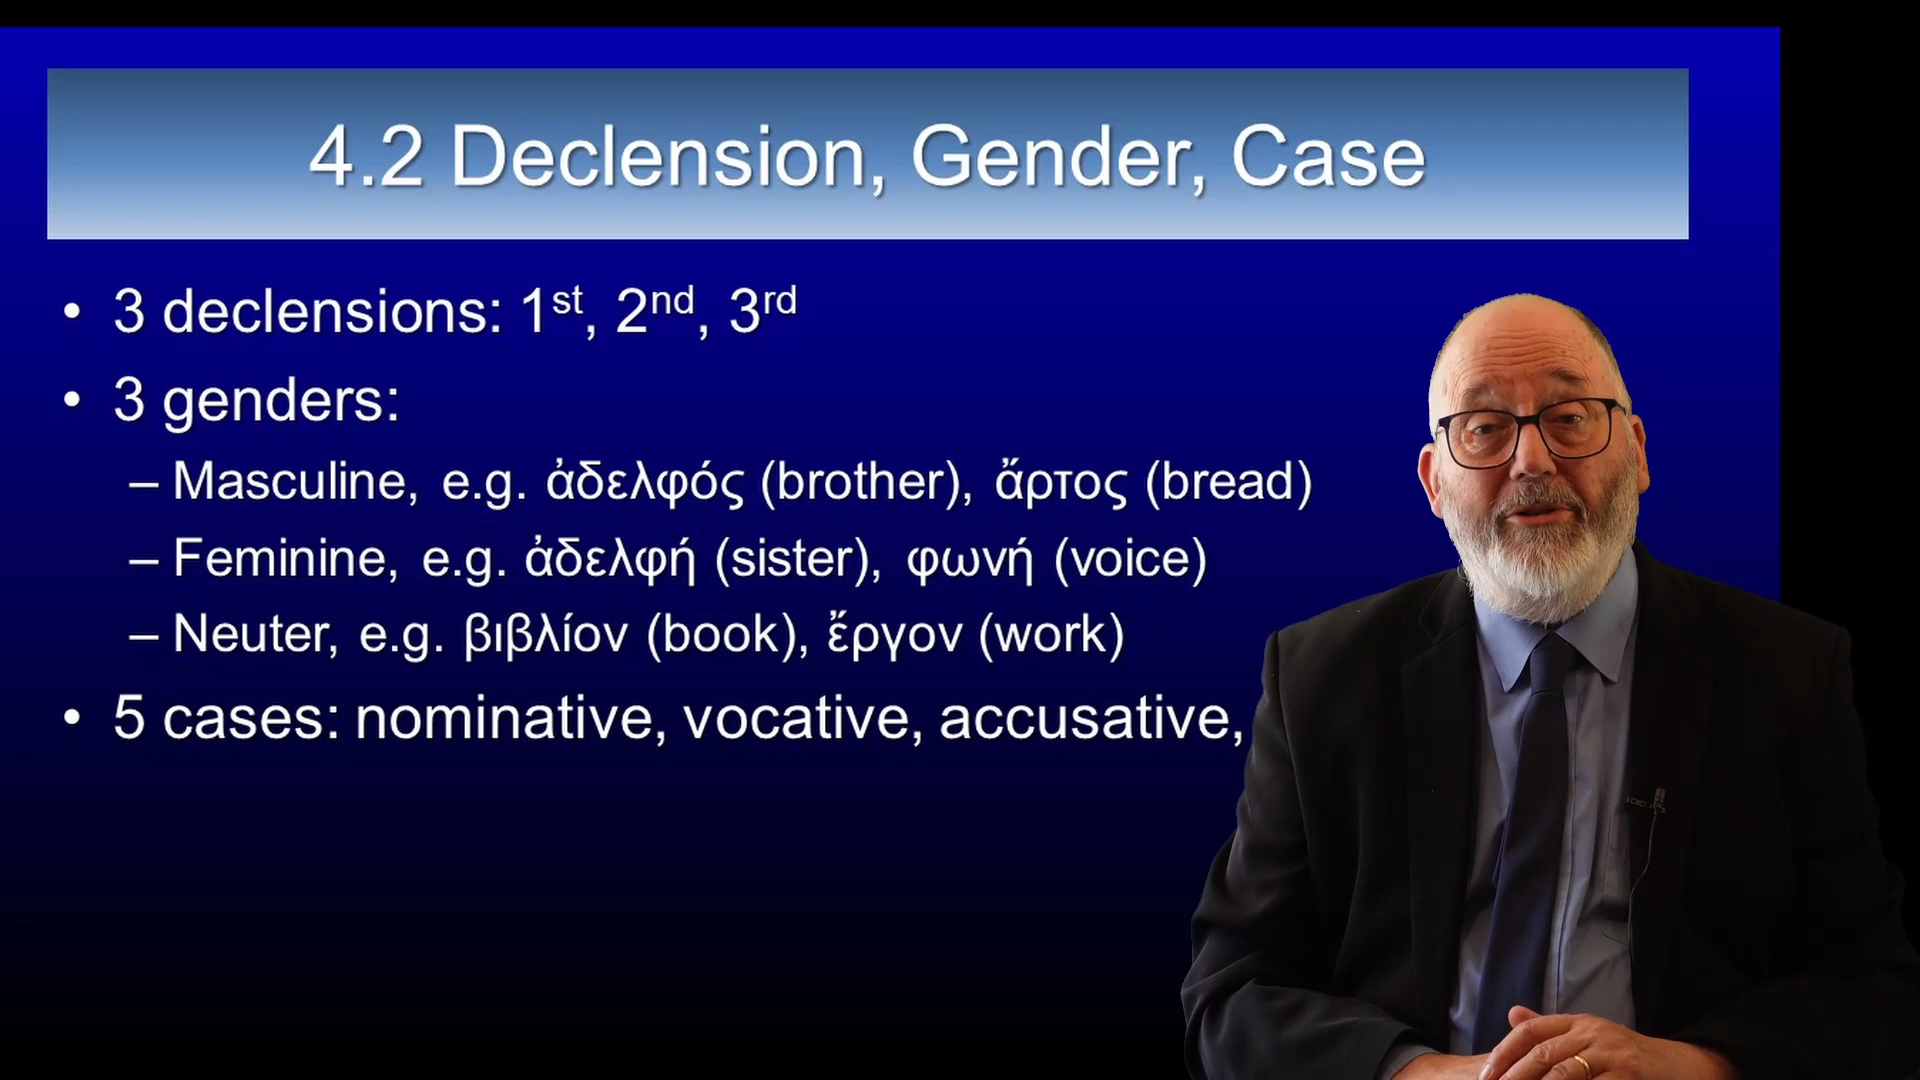 4.2 Declension, Gender, Case
• 3 declensions: 1st, 2nd, 3rd
• 3 genders:
– Masculine, e.g. ἀδελφός (brother), ἄρτος (bread)
– Feminine, e.g. ἀδελφή (sister), φωνή (voice)
– Neuter, e.g. βιβλίον (book), ἔργον (work)
• 5 cases: nominative, vocative, accusative,